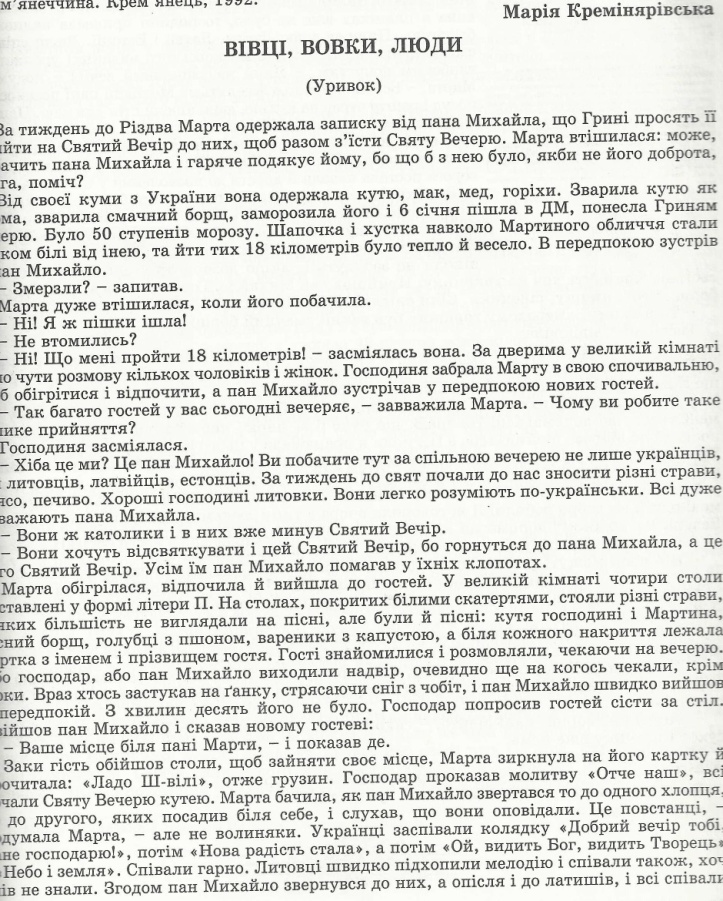 м’янеччина. Крем’янець, 1992.
Марія Кремінярівська
ВІВЦІ, ВОВКИ, ЛЮДИ
(Уривок)
За тиждень до Різдва Марта одержала записку від пана Михайла, що Грині просять її
йти на Святий Вечір до них, щоб разом з’їсти Святу Вечерю. Марта втішилася: може,
ачить пана Михайла і гаряче подякує йому, бо що б з нею було, якби не його доброта,
га, поміч?
Від своєї куми з України вона одержала кутю, мак, мед, горіхи. Зварила кутю як
ма, зварила смачний борщ, заморозила його і 6 січня пішла в ДМ, понесла Гриням
ерю. Було 50 ступенів морозу. Шапочка і хустка навколо Мартиного обличчя стали
ком білі від інею, та йти тих 18 кілометрів було тепло й весело. В передпокою зустрів
пан Михайло.
– Змерзли? – запитав.
Марта дуже втішилася, коли його побачила.
– Ні! Я ж пішки ішла!
– Не втомились?
– Ні! Що мені пройти 18 кілометрів! – засміялась вона. За дверима у великій кімнаті
ло чути розмову кількох чоловіків і жінок. Господиня забрала Марту в свою спочивальню,
б обігрітися і відпочити, а пан Михайло зустрічав у передпокою нових гостей.
– Так багато гостей у вас сьогодні вечеряє, – завважила Марта. – Чому ви робите таке
лике прийняття?
Господиня засміялася.
– Хіба це ми? Це пан Михайло! Ви побачите тут за спільною вечерею не лише українців,
литовців, латвійців, естонців. За тиждень до свят почали до нас зносити різні страви,
ясо, печиво. Хороші господині литовки. Вони легко розуміють по-українськи. Всі дуже
важають пана Михайла.
– Вони ж католики і в них вже минув Святий Вечір.
– Вони хочуть відсвяткувати і цей Святий Вечір, бо горнуться до пана Михайла, а це
го Святий Вечір. Усім їм пан Михайло помагав у їхніх клопотах.
Марта обігрілася, відпочила й вийшла до гостей. У великій кімнаті чотири столи
ставлені у формі літери П. На столах, покритих білими скатертями, стояли різні страви,
яких більшість не виглядали на пісні, але були й пісні: кутя господині і Мартина,
сний борщ, голубці з пшоном, вареники з капустою, а біля кожного накриття лежала
ртка з іменем і прізвищем гостя. Гості знайомилися і розмовляли, чекаючи на вечерю.
бо господар, або пан Михайло виходили надвір, очевидно ще на когось чекали, крім
рки. Враз хтось застукав на ґанку, стрясаючи сніг з чобіт, і пан Михайло швидко вийшов
передпокій. З хвилин десять його не було. Господар попросив гостей сісти за стіл.
війшов пан Михайло і сказав новому гостеві:
– Ваше місце біля пані Марти, – і показав де.
Заки гість обійшов столи, щоб зайняти своє місце, Марта зиркнула на його картку й
рочитала: «Ладо Ш-вілі», отже грузин. Господар проказав молитву «Отче наш», всі
очали Святу Вечерю кутею. Марта бачила, як пан Михайло звертався то до одного хлопця,
до другого, яких посадив біля себе, і слухав, що вони оповідали. Це повстанці, –
одумала Марта, – але не волиняки. Українці заспівали колядку «Добрий вечір тобі,
ане господарю!», потім «Нова радість стала», а потім «Ой, видить Бог, видить Творець»
«Небо і земля». Співали гарно. Литовці швидко підхопили мелодію і співали також, хоч
ів не знали. Згодом пан Михайло звернувся до них, а опісля і до латишів, і всі співали